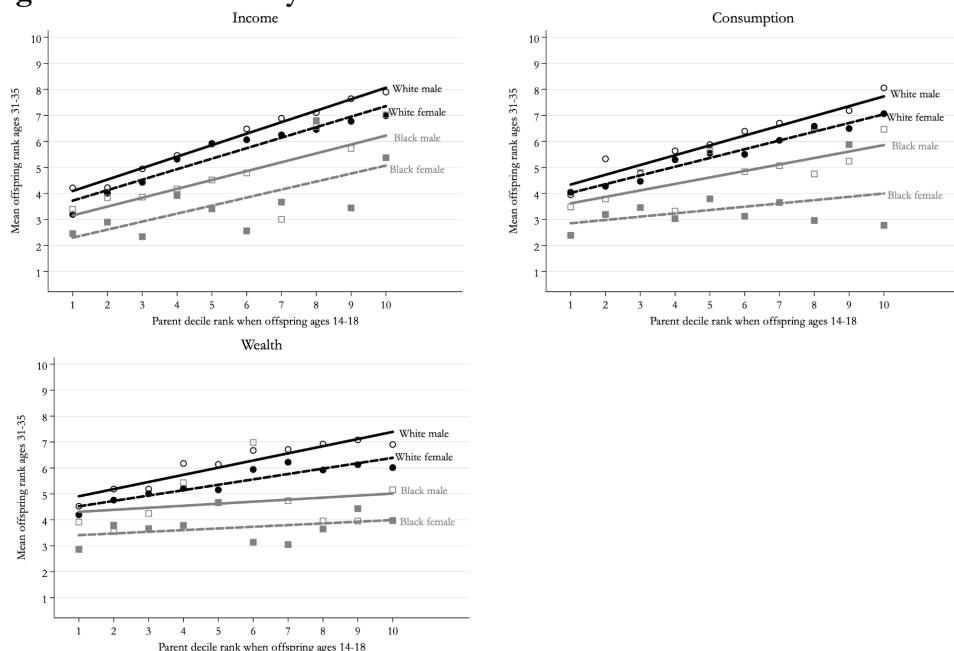 Income
10
9
8
7
6
5
4
3
2
1
Mean offspring rank ages 31-35
White male
White female
Black male
Black female
1 2 3 4 5 6 7 8 9 10
Parent decile rank when offspring ages 14-18
Consumption
10
9
8
7
6
5
4
3
2
1
Mean offspring rank ages 31-35
White male
White female
Black male
Black female
1 2 3 4 5 6 7 8 9 10
Parent decile rank when offspring ages 14-18
Wealth
10
9
8
7
6
5
4
3
2
1
Mean offspring rank ages 31-35
White male
White female
Black male
Black female
1 2 3 4 5 6 7 8 9 10
Parent decile rank when offspring ages 14-18